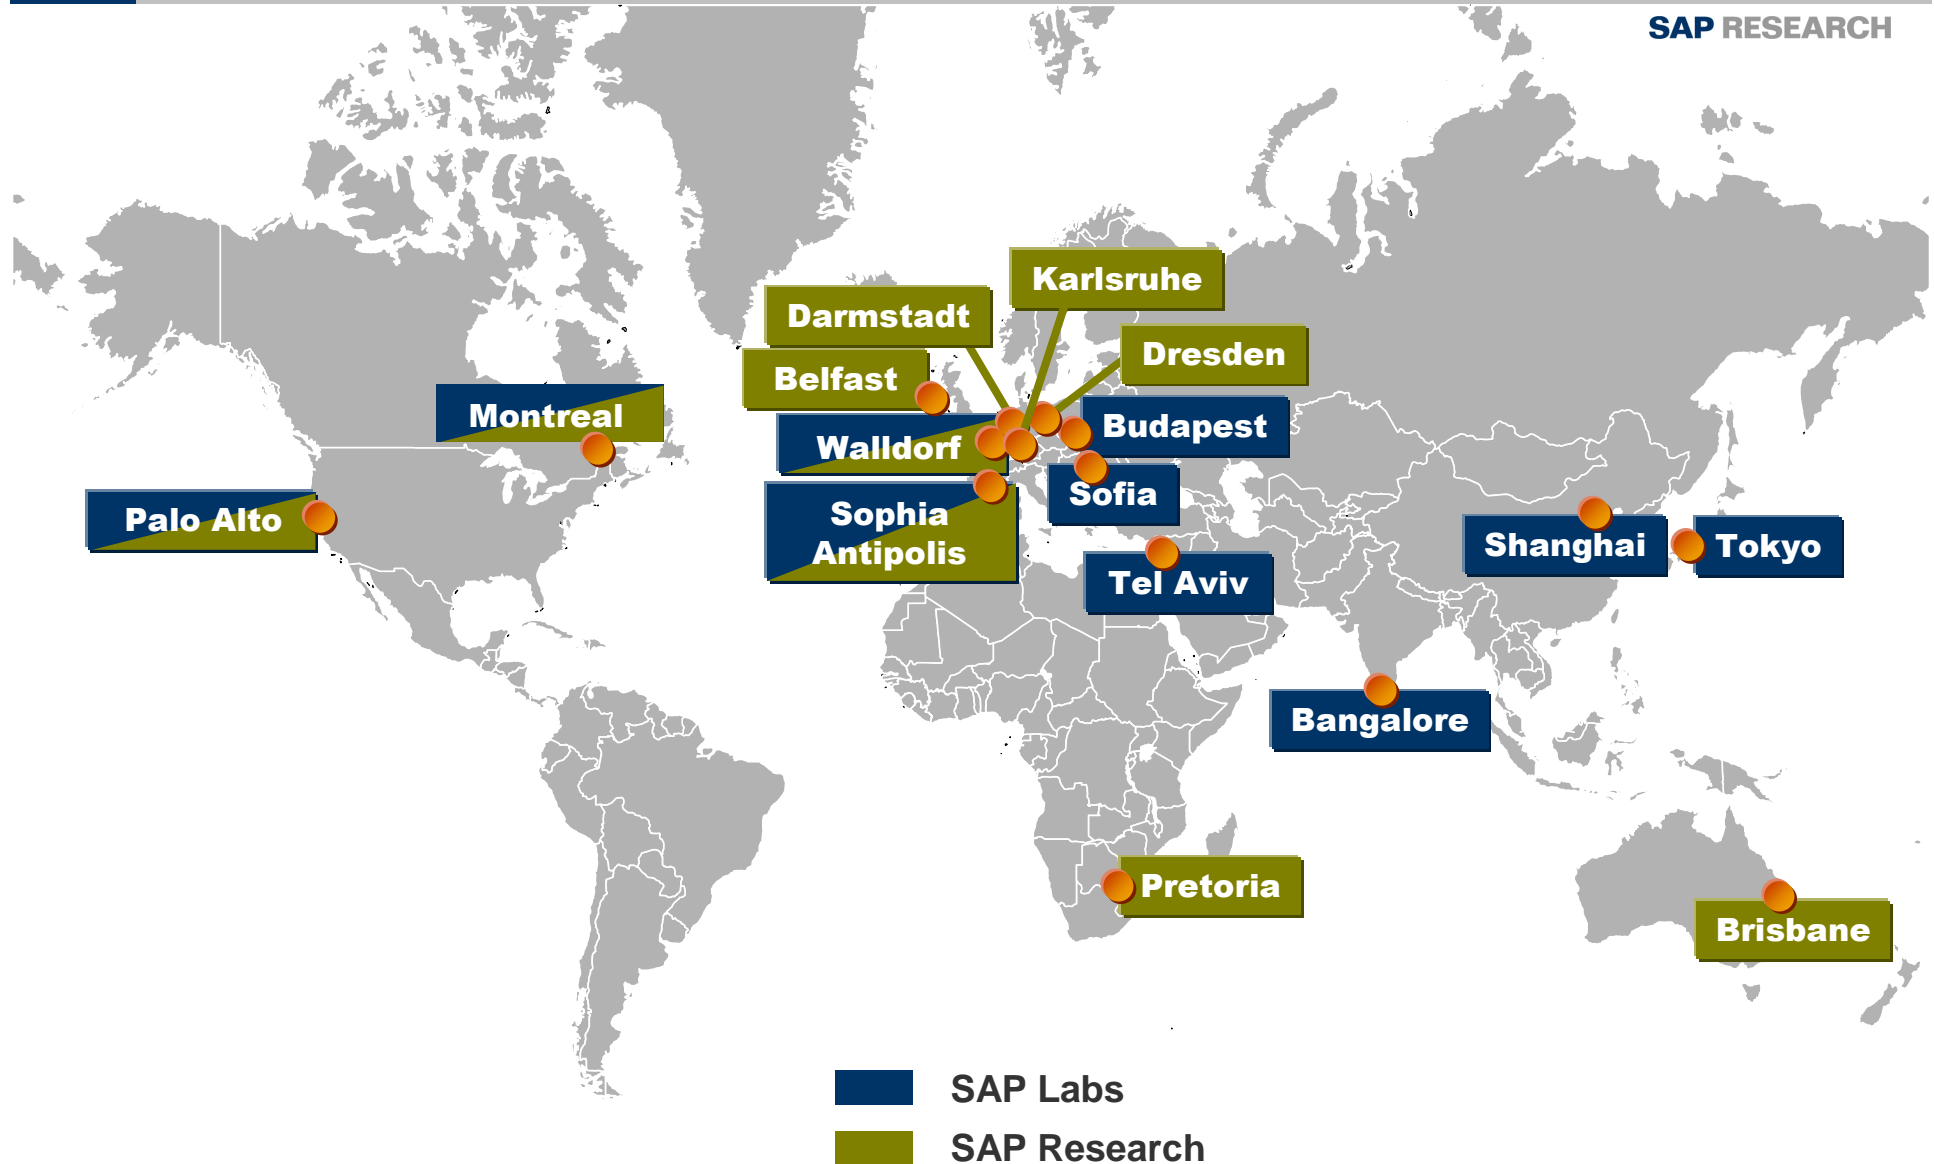 SAP RESEARCH
Karlsruhe
Darmstadt
Dresden
Belfast
Montreal
Budapest
Walldorf
Sofia
Palo Alto
Sophia
Antipolis
Shanghai
Tokyo
Tel Aviv
Bangalore
Pretoria
Brisbane
SAP Labs
SAP Research